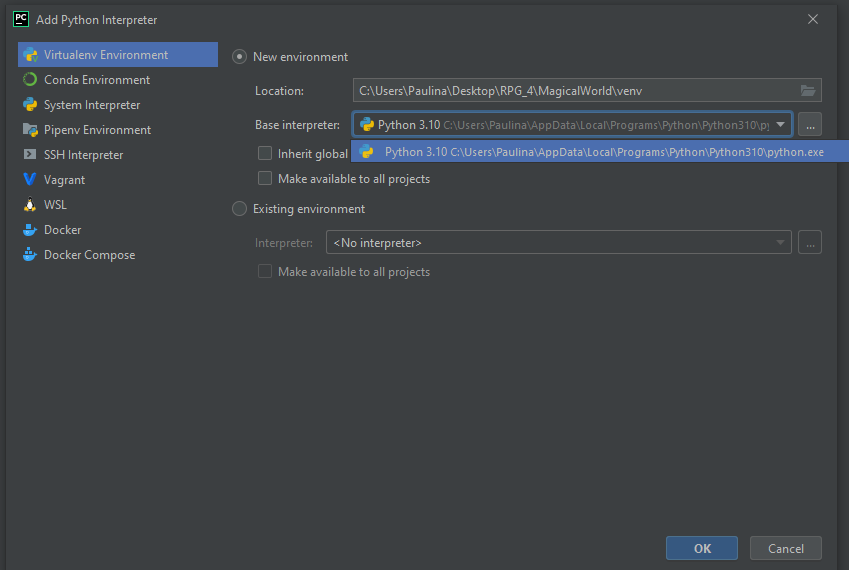 PC Add Python Interpreter
Virtualenv Environment
Conda Environment
System Interpreter
Pipenv Environment
SSH Interpreter
Vagrant
WSL
Docker
Docker Compose
New environment
Location: C:\Users\Paulina\Desktop\RPG_4\MagicalWorld\venv
Base interpreter: Python 3.10 C:\Users\Paulina\AppData\Local\Programs\Python\Python310\py ...
Python 3.10 C:\Users\Paulina\AppData\Local\Programs\Python\Python310\python.exe
Inherit global
Make available to all projects
Existing environment
Interpreter: <No interpreter> ...
Make available to all projects
OK Cancel